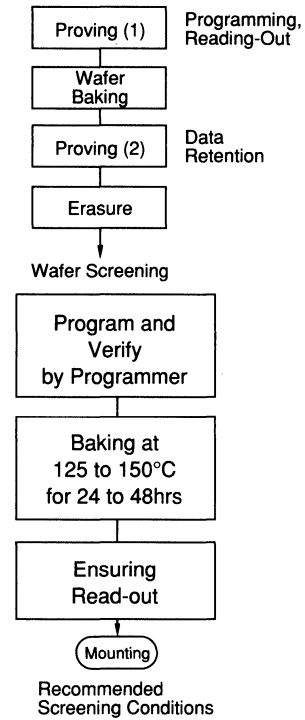 Proving (1)
Programming,
Reading-Out
Wafer
Baking
Proving (2)
Data
Retention
Erasure
Wafer Screening
Program and
Verify
by Programmer
Baking at
125 to 150°C
for 24 to 48hrs
Ensuring
Read-out
Mounting
Recommended
Screening Conditions